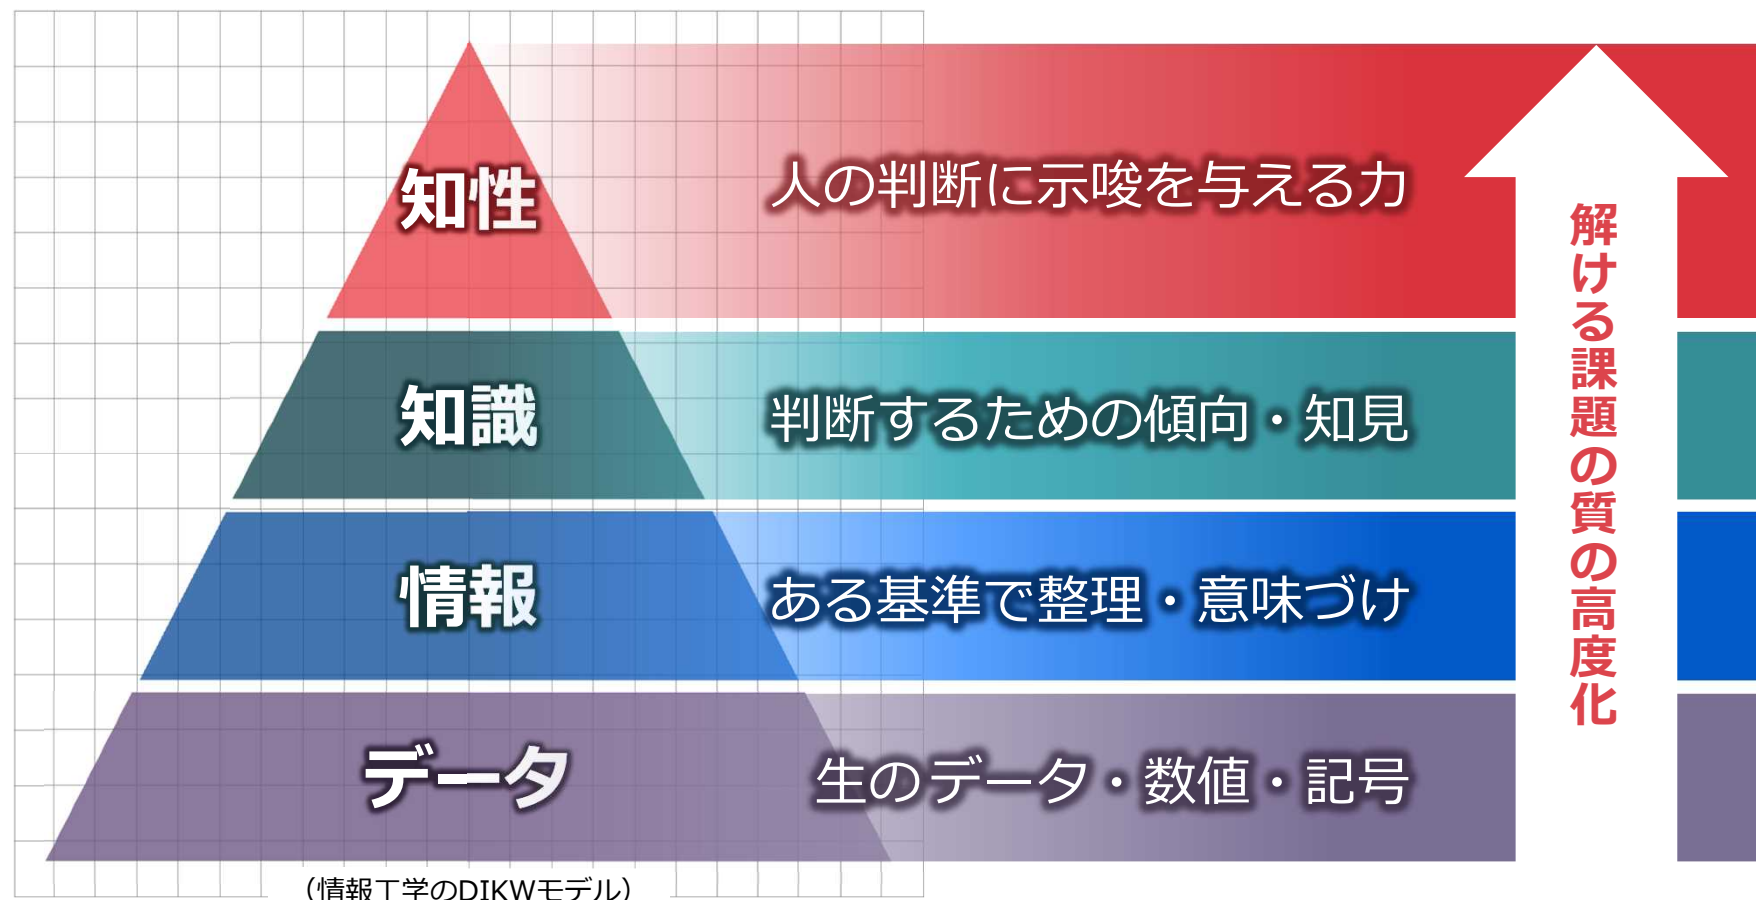 知性
人の判断に示唆を与える力
知識
判断するための傾向・知見
情報
ある基準で整理・意味づけ
データ
生のデータ・数値・記号
解ける課題の質の高度化
（情報工学のDIKWモデル）